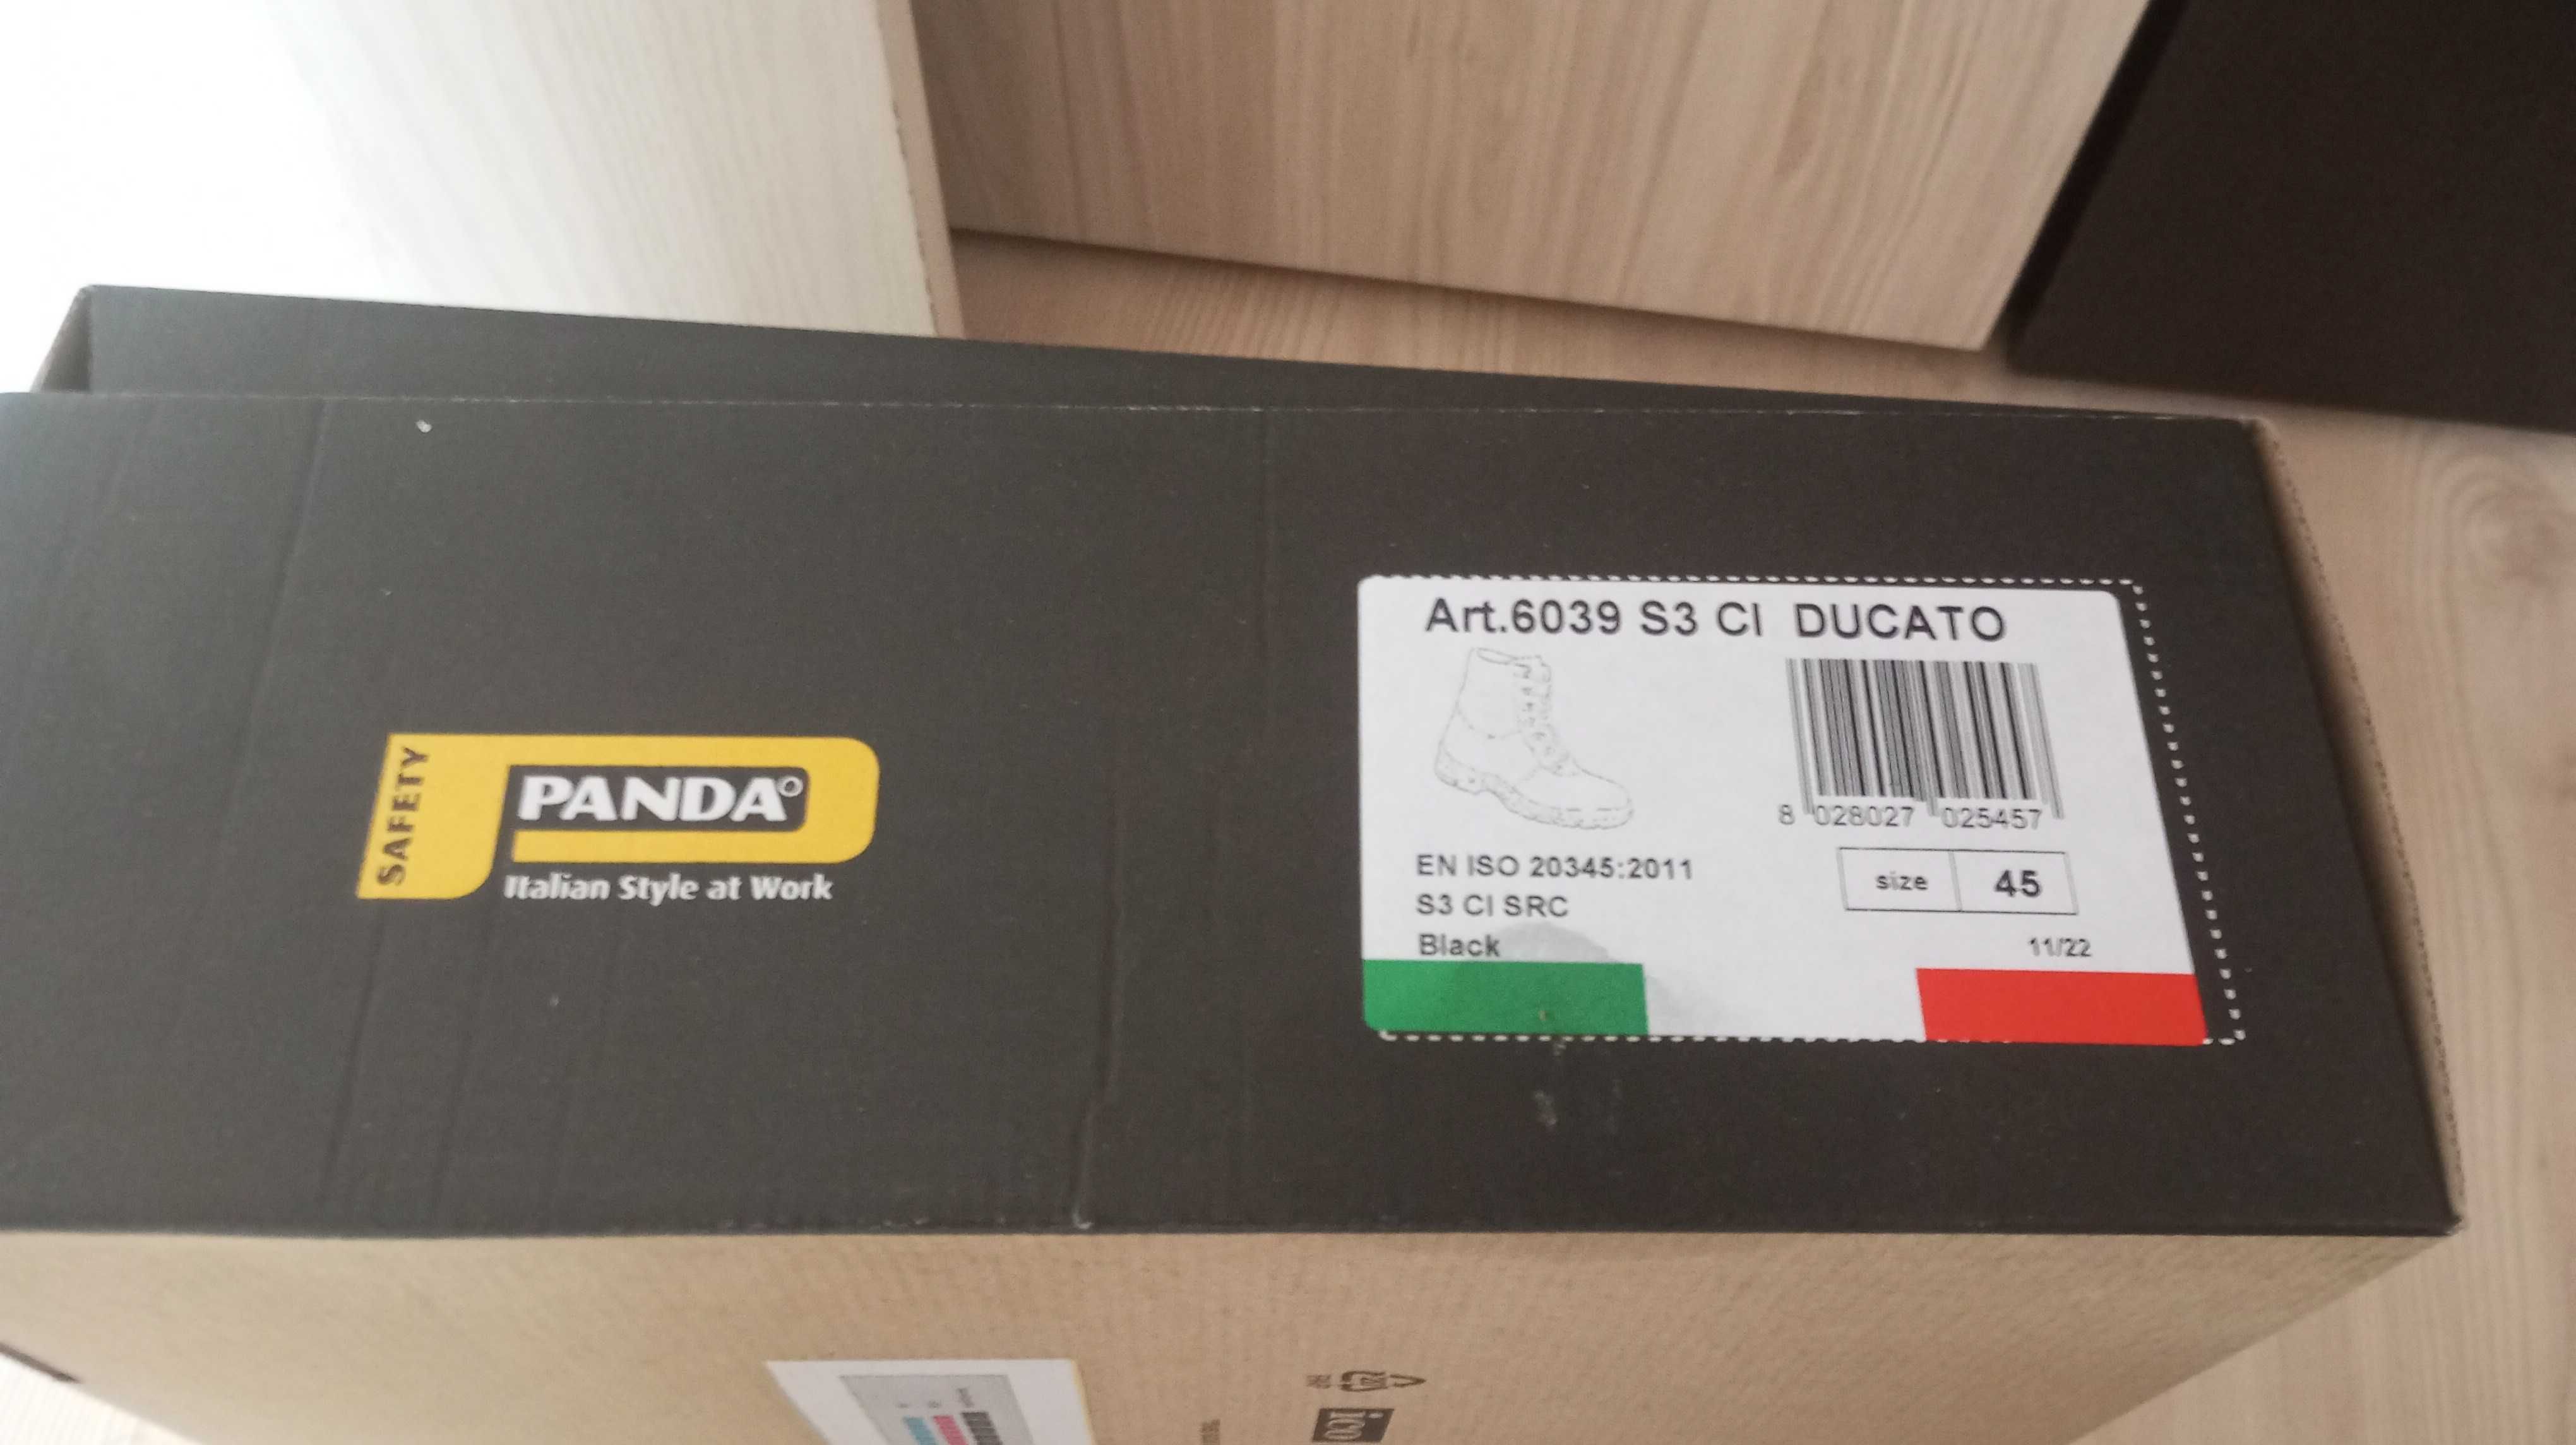 SAFETY
PANDA
Italian Style at Work
Art.6039 S3 CI DUCATO
8 028027 025457
EN ISO 20345:2011
size 45
S3 CI SRC
Black
11/22